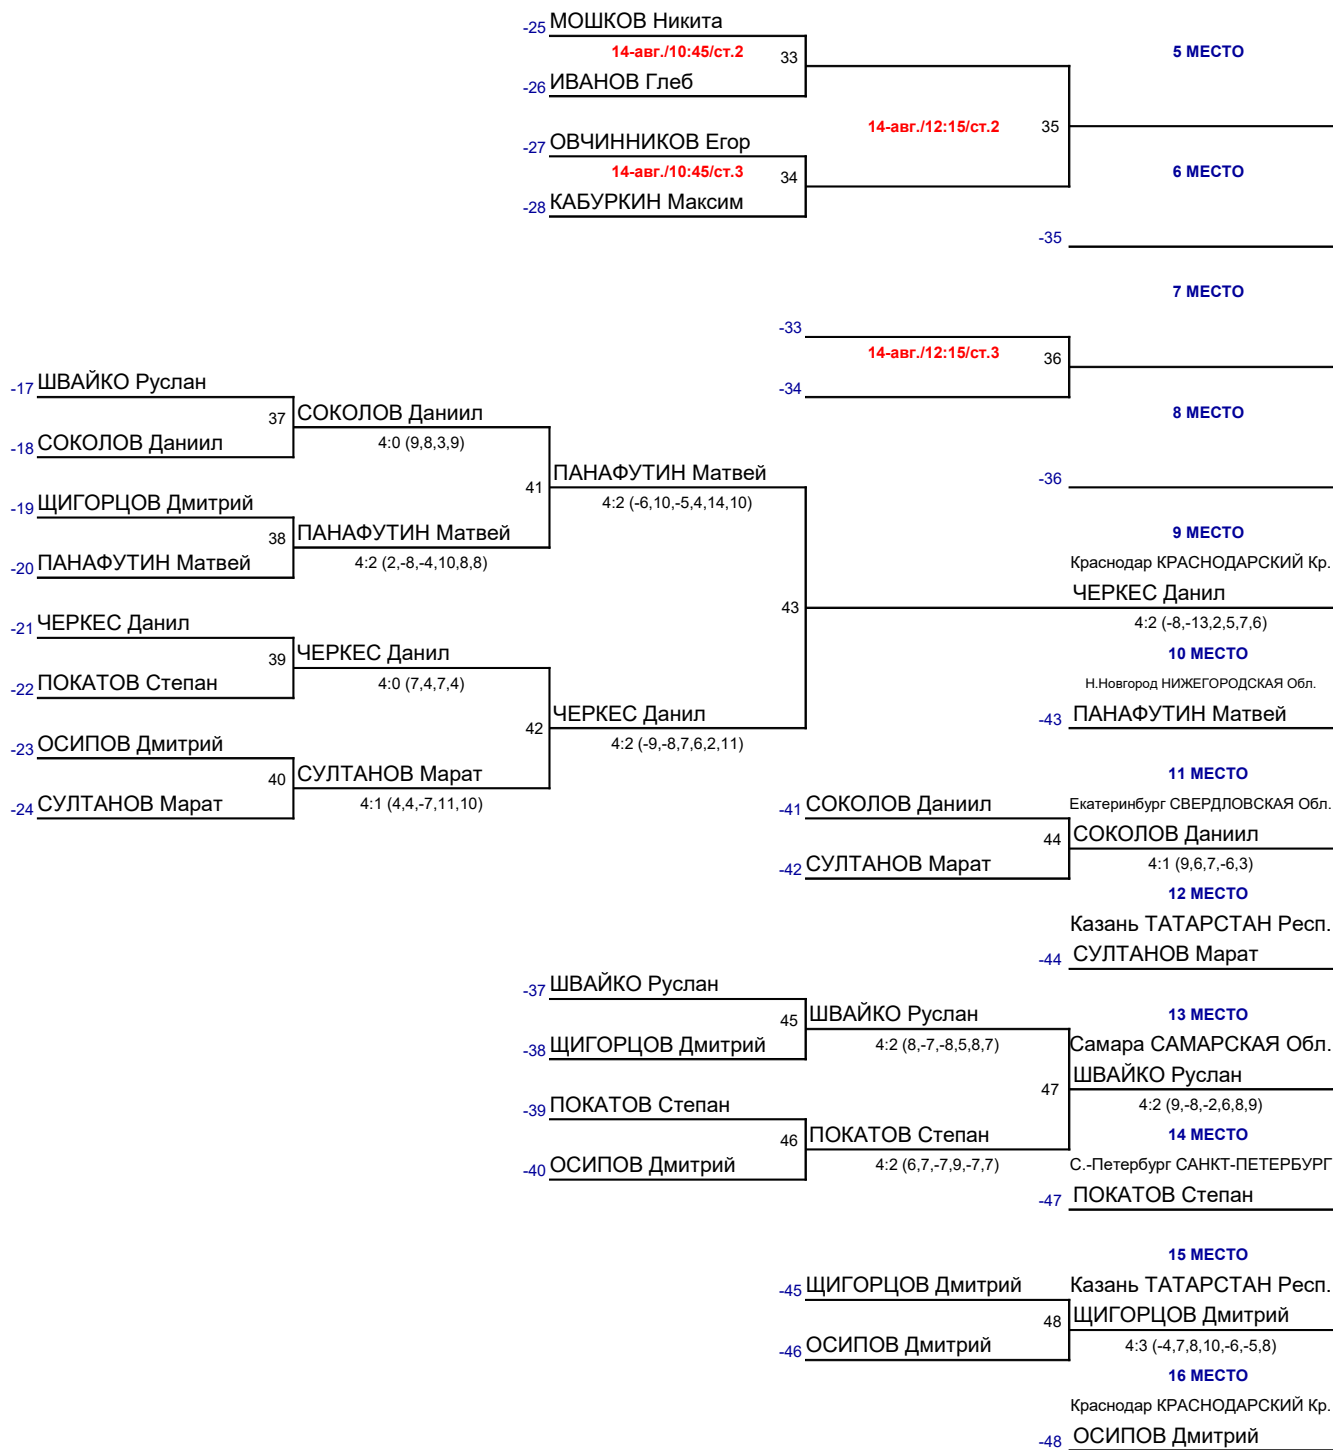 -25 МОШКОВ Никита
14-авг./10:45/ст.2 33
5 МЕСТО
-26 ИВАНОВ Глеб
14-авг./12:15/ст.2 35
-27 ОВЧИННИКОВ Егор
14-авг./10:45/ст.3 34
6 МЕСТО
-28 КАБУРКИН Максим
-35
7 МЕСТО
-33
14-авг./12:15/ст.3 36
-34
-17 ШВАЙКО Руслан
37 СОКОЛОВ Даниил
8 МЕСТО
-18 СОКОЛОВ Даниил
4:0 (9,8,3,9)
41 ПАНАФУТИН Матвей
-36
-19 ЩИГОРЦОВ Дмитрий
4:2 (-6,10,-5,4,14,10)
38 ПАНАФУТИН Матвей
9 МЕСТО
-20 ПАНАФУТИН Матвей
4:2 (2,-8,-4,10,8,8)
Краснодар КРАСНОДАРСКИЙ Кр.
43 ЧЕРКЕС Данил
-21 ЧЕРКЕС Данил
4:2 (-8,-13,2,5,7,6)
39 ЧЕРКЕС Данил
10 МЕСТО
-22 ПОКАТОВ Степан
4:0 (7,4,7,4)
Н.Новгород НИЖЕГОРОДСКАЯ Обл.
42 ЧЕРКЕС Данил
-43 ПАНАФУТИН Матвей
-23 ОСИПОВ Дмитрий
4:2 (-9,-8,7,6,2,11)
40 СУЛТАНОВ Марат
11 МЕСТО
-24 СУЛТАНОВ Марат
4:1 (4,4,-7,11,10)
-41 СОКОЛОВ Даниил
Екатеринбург СВЕРДЛОВСКАЯ Обл.
44 СОКОЛОВ Даниил
-42 СУЛТАНОВ Марат
4:1 (9,6,7,-6,3)
12 МЕСТО
Казань ТАТАРСТАН Респ.
-44 СУЛТАНОВ Марат
-37 ШВАЙКО Руслан
45 ШВАЙКО Руслан
13 МЕСТО
-38 ЩИГОРЦОВ Дмитрий
4:2 (8,-7,-8,5,8,7)
Самара САМАРСКАЯ Обл.
47 ШВАЙКО Руслан
-39 ПОКАТОВ Степан
4:2 (9,-8,-2,6,8,9)
46 ПОКАТОВ Степан
14 МЕСТО
-40 ОСИПОВ Дмитрий
4:2 (6,7,-7,9,-7,7)
С.-Петербург САНКТ-ПЕТЕРБУРГ
-47 ПОКАТОВ Степан
15 МЕСТО
-45 ЩИГОРЦОВ Дмитрий
Казань ТАТАРСТАН Респ.
48 ЩИГОРЦОВ Дмитрий
-46 ОСИПОВ Дмитрий
4:3 (-4,7,8,10,-6,-5,8)
16 МЕСТО
Краснодар КРАСНОДАРСКИЙ Кр.
-48 ОСИПОВ Дмитрий